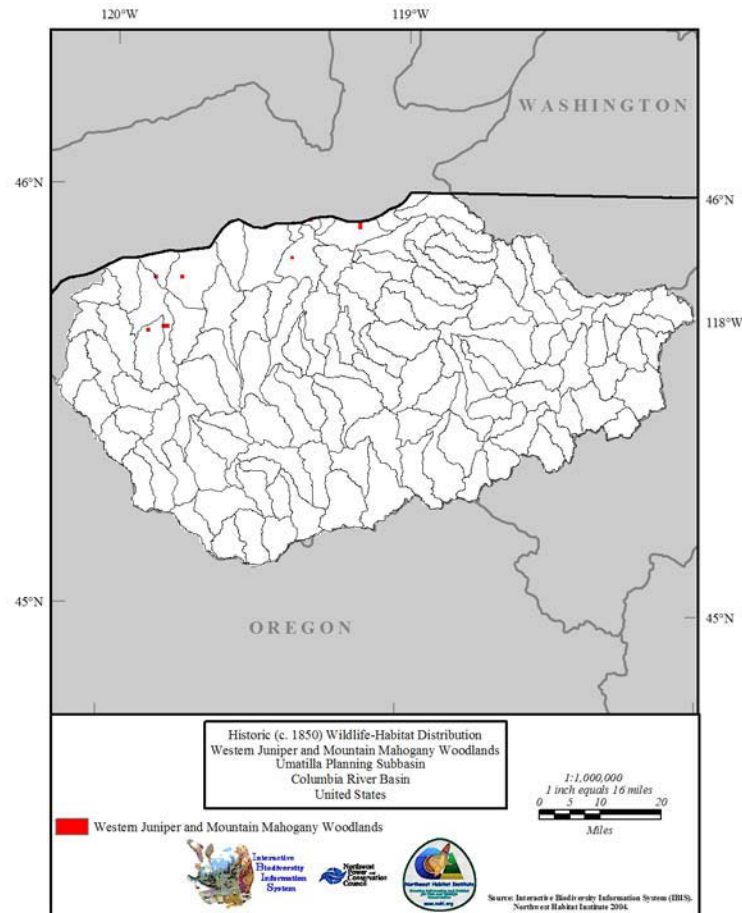 120°W
119°W
WASHINGTON
46°N
46°N
118°W
45°N
45°N
OREGON
Historic (c. 1850) Wildlife-Habitat Distribution
Western Juniper and Mountain Mahogany Woodlands
Umatilla Planning Subbasin
Columbia River Basin
United States
1:1,000,000
1 inch equals 16 miles
0 5 10 20
Miles
Western Juniper and Mountain Mahogany Woodlands
Interactive
Biodiversity
Information
System
Northwest
Power and
Conservation
Council
Northwest Habitat Institute
www.nwhi.org
Source: Interactive Biodiversity Information System (IBIS).
Northwest Habitat Institute 2004.